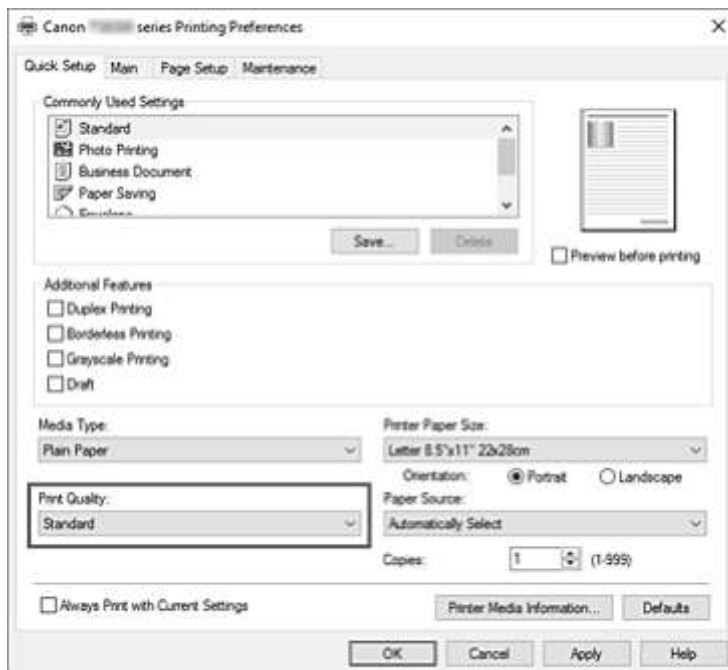 Canon series Printing Preferences
Quick Setup Main Page Setup Maintenance
Commonly Used Settings
Standard
Photo Printing
Business Document
Paper Saving
Envelope
Save... Delete
Preview before printing
Additional Features
Duplex Printing
Borderless Printing
Grayscale Printing
Draft
Media Type:
Plain Paper
Printer Paper Size:
Letter 8.5"x11" 22x28cm
Orientation: Portrait Landscape
Print Quality:
Standard
Paper Source:
Automatically Select
Copies: 1 (1-999)
Always Print with Current Settings
Printer Media Information... Defaults
OK Cancel Apply Help